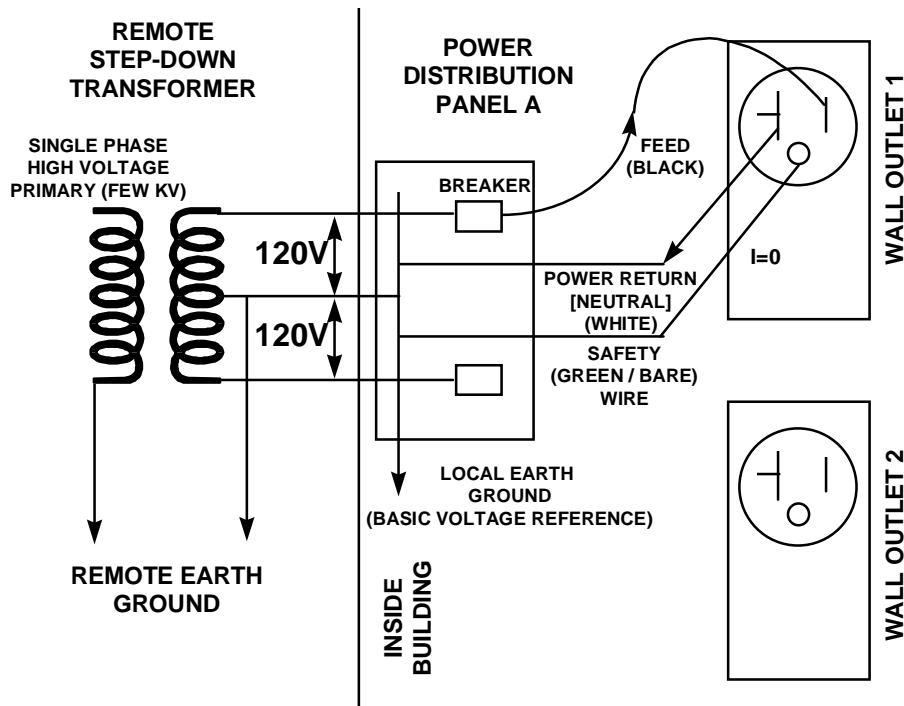 REMOTE
STEP-DOWN
TRANSFORMER
SINGLE PHASE
HIGH VOLTAGE
PRIMARY (FEW KV)
120V
120V
REMOTE EARTH
GROUND
POWER
DISTRIBUTION
PANEL A
BREAKER
FEED
(BLACK)
POWER RETURN
[NEUTRAL]
(WHITE)
I=0
SAFETY
(GREEN / BARE)
WIRE
LOCAL EARTH
GROUND
(BASIC VOLTAGE REFERENCE)
INSIDE
BUILDING
WALL OUTLET 1
WALL OUTLET 2